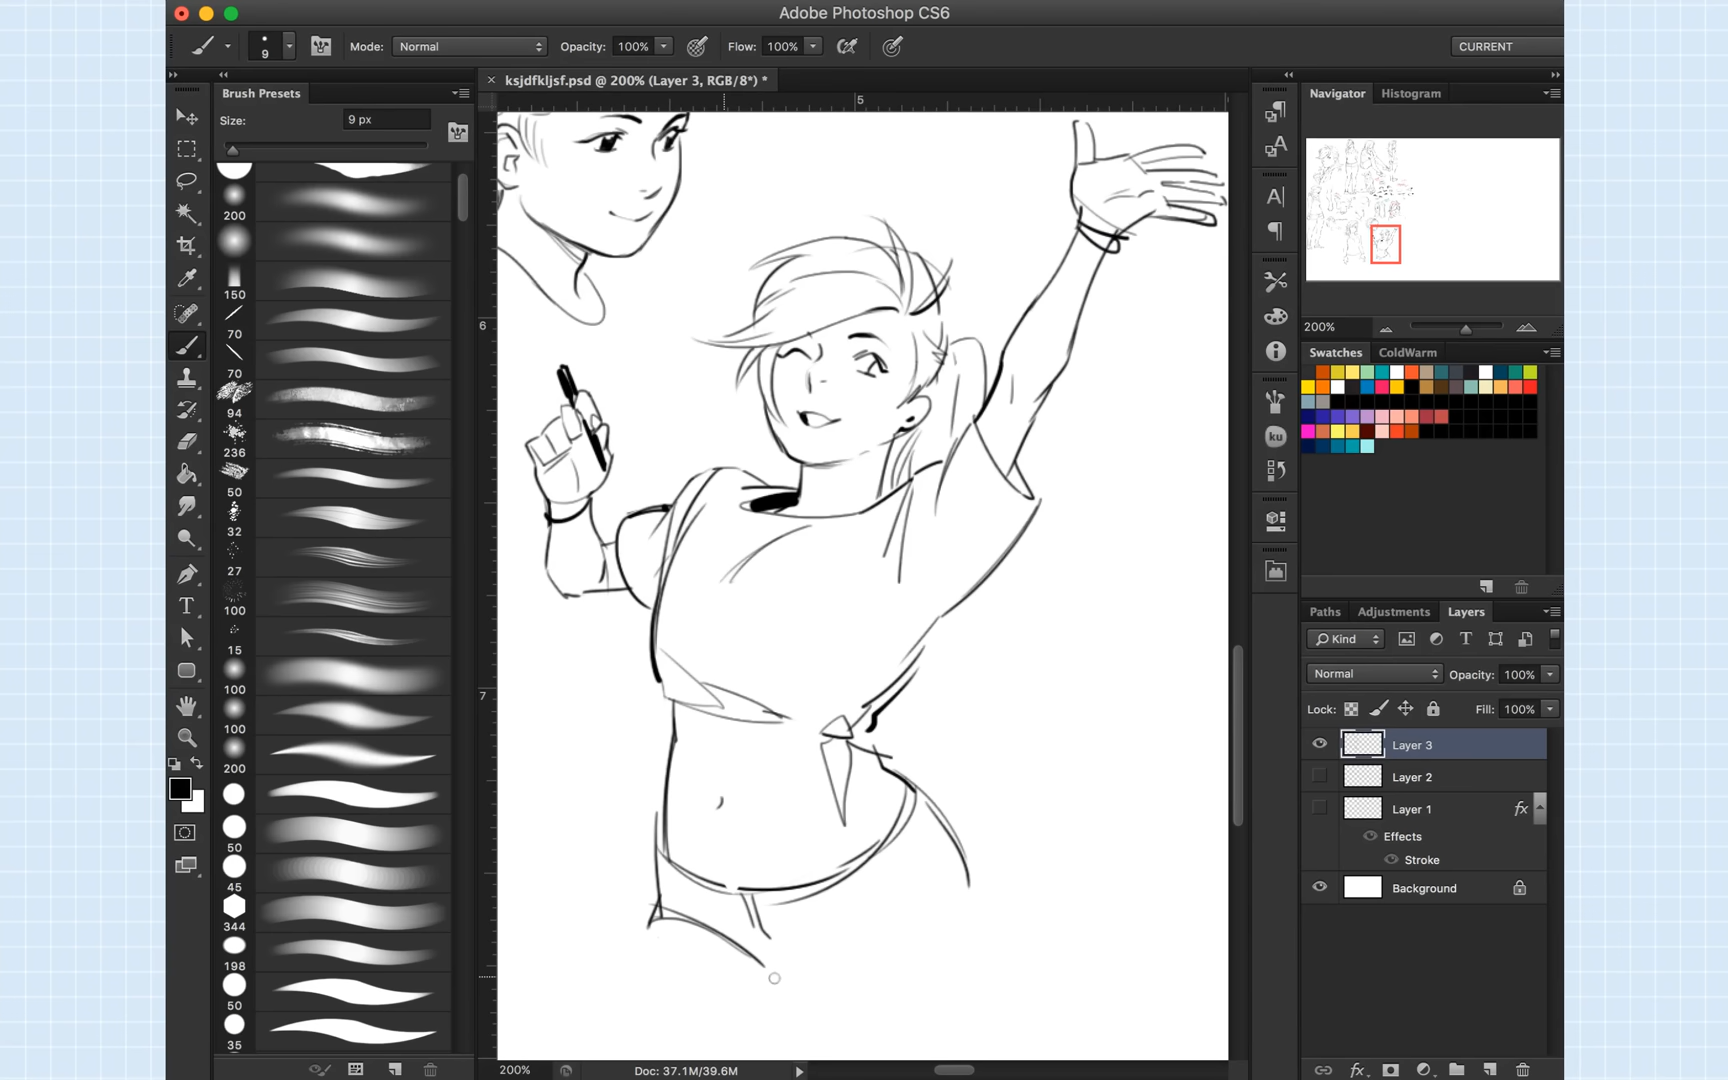 Adobe Photoshop CS6
9
Mode: Normal
Opacity: 100%
Flow: 100%
CURRENT
ksjdfkljsf.psd @ 200% (Layer 3, RGB/8*) *
Brush Presets
Size: 9 px
5
6
7
200
150
70
70
94
236
50
32
27
100
15
100
100
200
50
45
344
198
50
35
Navigator Histogram
200%
Swatches ColdWarm
ku
Paths Adjustments Layers
Kind
Normal Opacity: 100%
Lock: Fill: 100%
Layer 3
Layer 2
Layer 1 fx
Effects
Stroke
Background
fx
200% Doc: 37.1M/39.6M